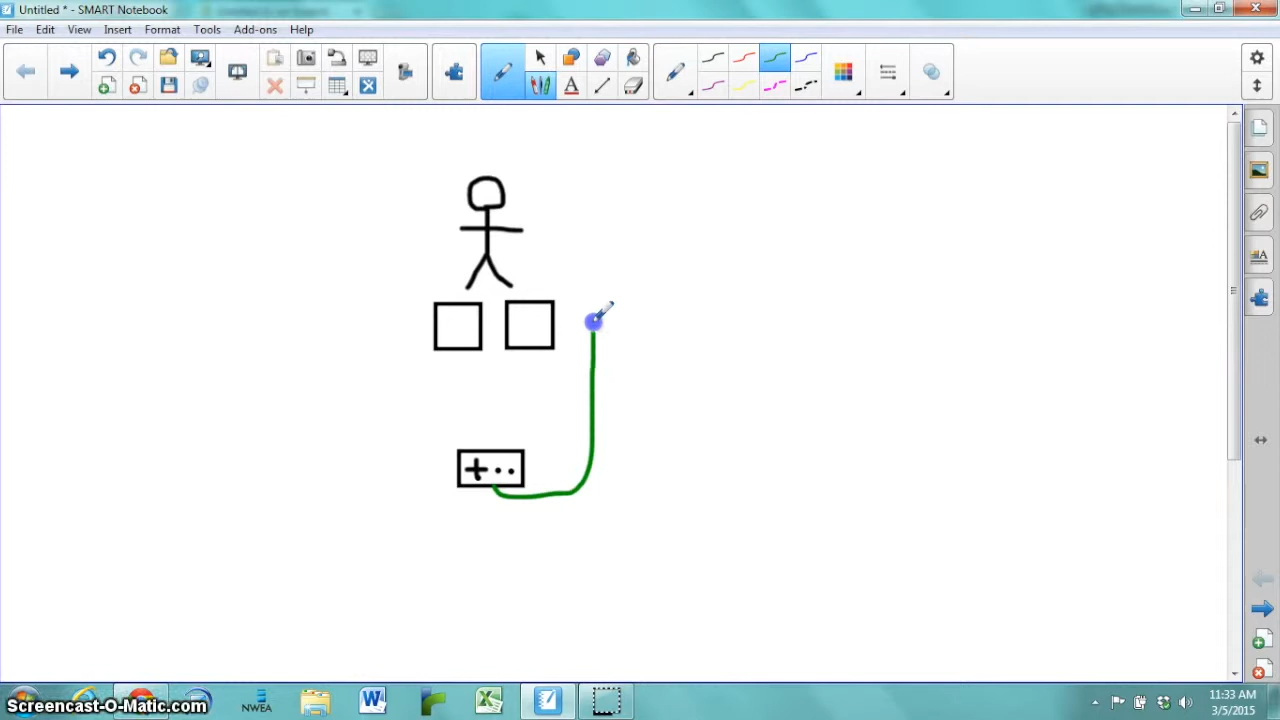 Untitled * - SMART Notebook
File Edit View Insert Format Tools Add-ons Help
NWEA
11:33 AM
3/5/2015
Screencast-O-Matic.com